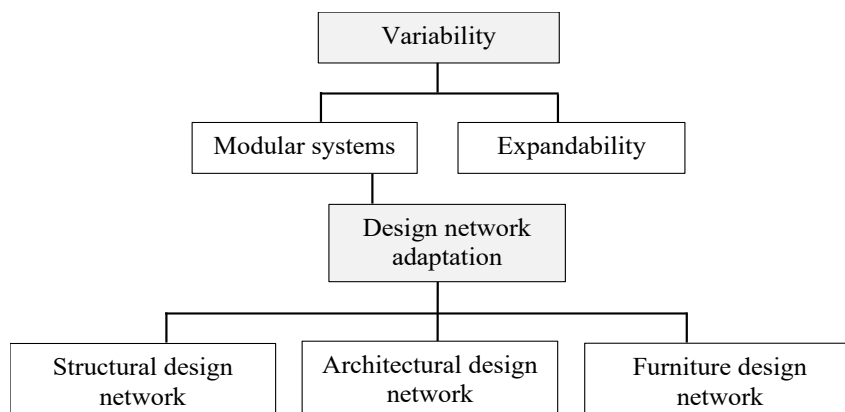 Variability
Modular systems
Expandability
Design network
adaptation
Structural design
network
Architectural design
network
Furniture design
network